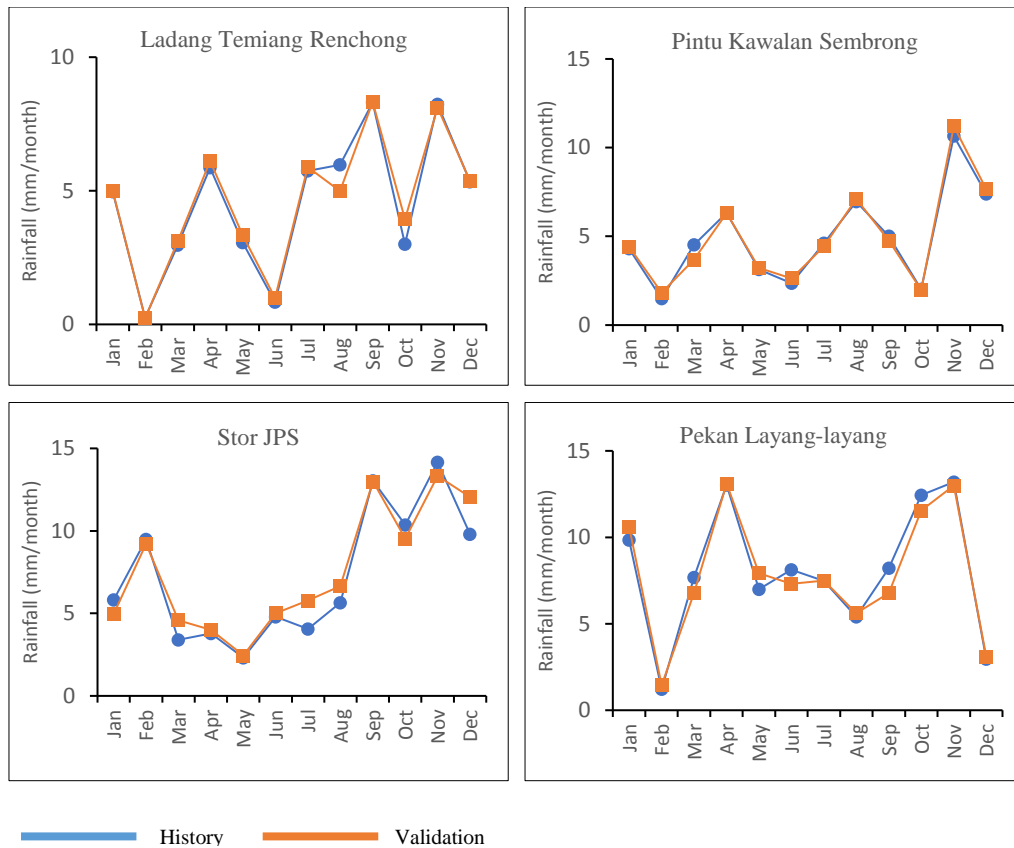 Ladang Temiang Renchong
Rainfall (mm/month)
10
5
0
Jan
Feb
Mar
Apr
May
Jun
Jul
Aug
Sep
Oct
Nov
Dec
Pintu Kawalan Sembrong
Rainfall (mm/month)
15
10
5
0
Jan
Feb
Mar
Apr
May
Jun
Jul
Aug
Sep
Oct
Nov
Dec
Stor JPS
Rainfall (mm/month)
15
10
5
0
Jan
Feb
Mar
Apr
May
Jun
Jul
Aug
Sep
Oct
Nov
Dec
Pekan Layang-layang
Rainfall (mm/month)
15
10
5
0
Jan
Feb
Mar
Apr
May
Jun
Jul
Aug
Sep
Oct
Nov
Dec
History Validation